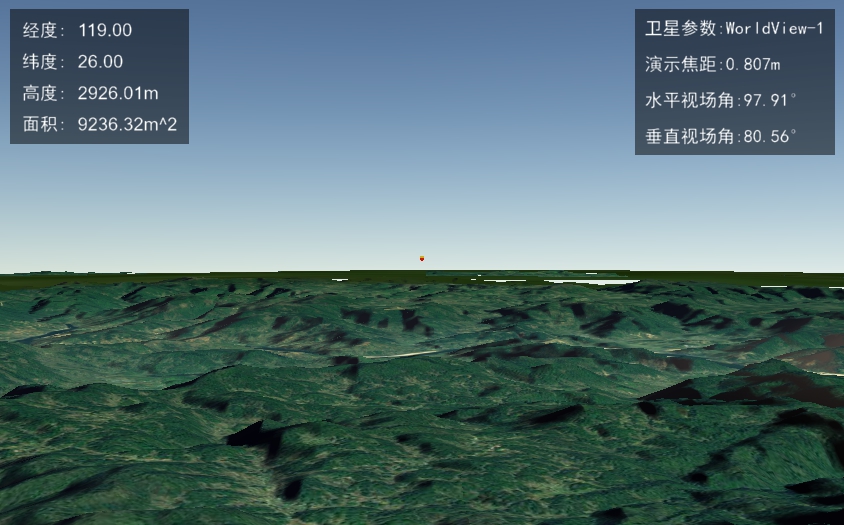 经度: 119.00
纬度: 26.00
高度: 2926.01m
面积: 9236.32m^2
卫星参数:WorldView-1
演示焦距:0.807m
水平视场角:97.91°
垂直视场角:80.56°